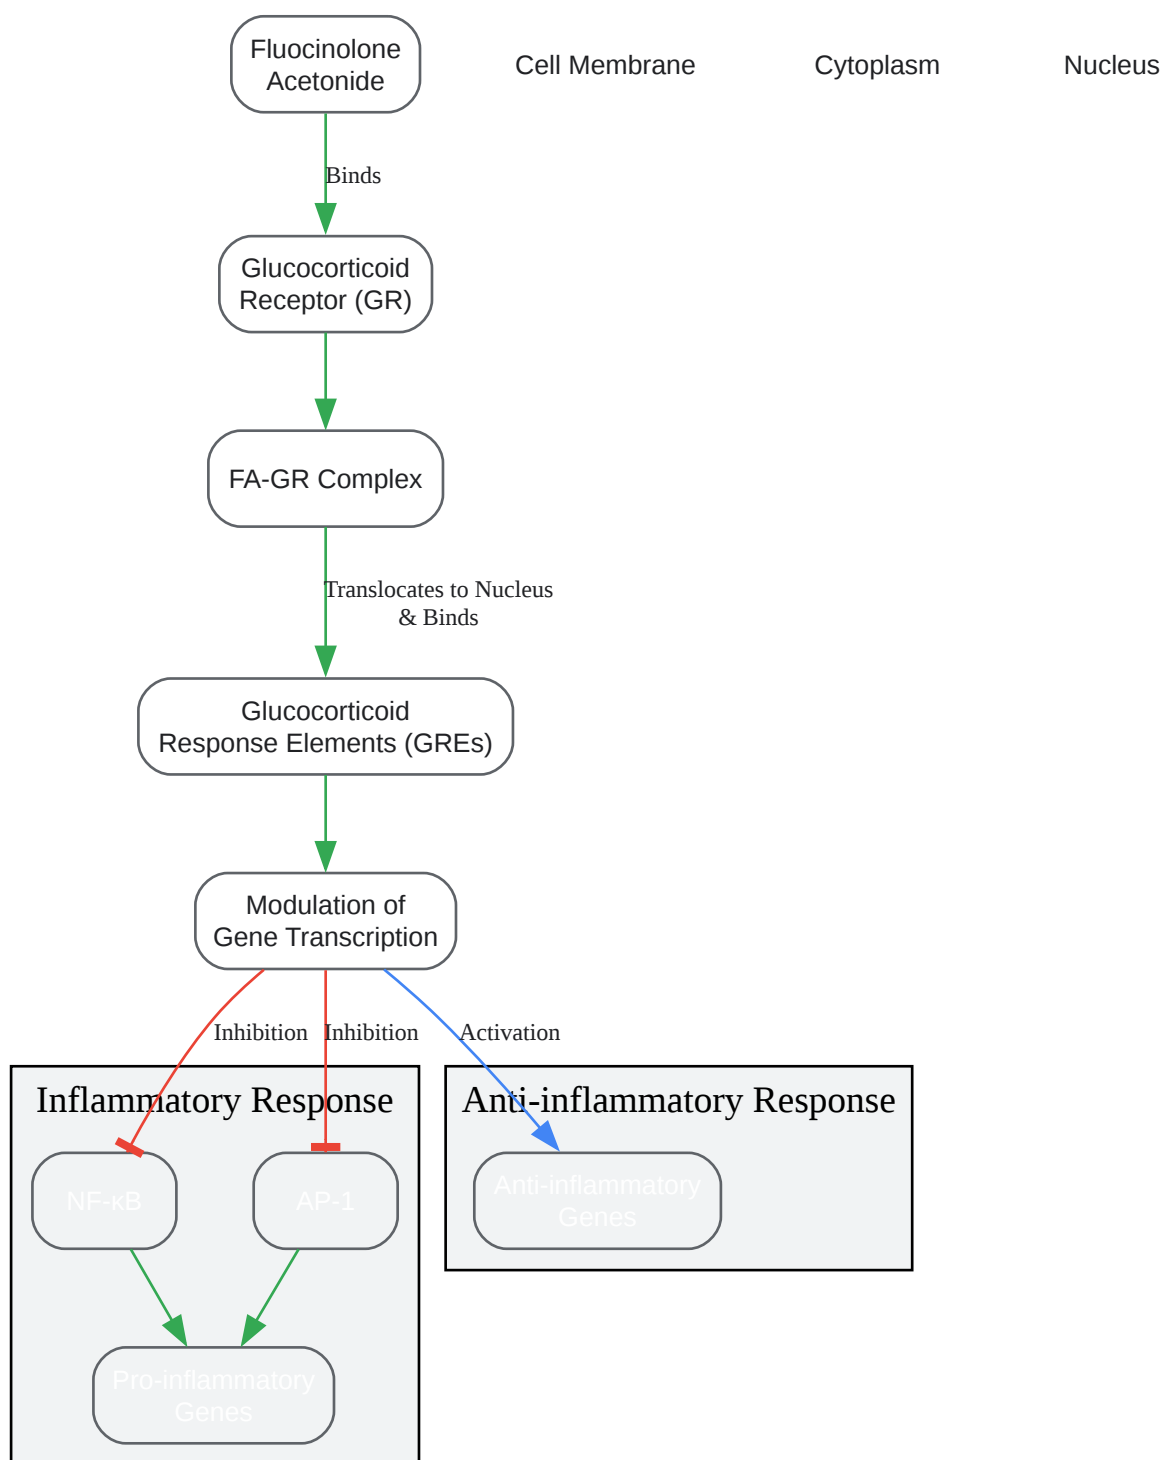 Fluocinolone
Acetonide
Cell Membrane
Cytoplasm
Nucleus
Binds
Glucocorticoid
Receptor (GR)
FA-GR Complex
Translocates to Nucleus
& Binds
Glucocorticoid
Response Elements (GREs)
Modulation of
Gene Transcription
Inhibition
Inhibition
Activation
Inflammatory Response
Anti-inflammatory Response
NF-κB
AP-1
Anti-inflammatory
Genes
Pro-inflammatory
Genes